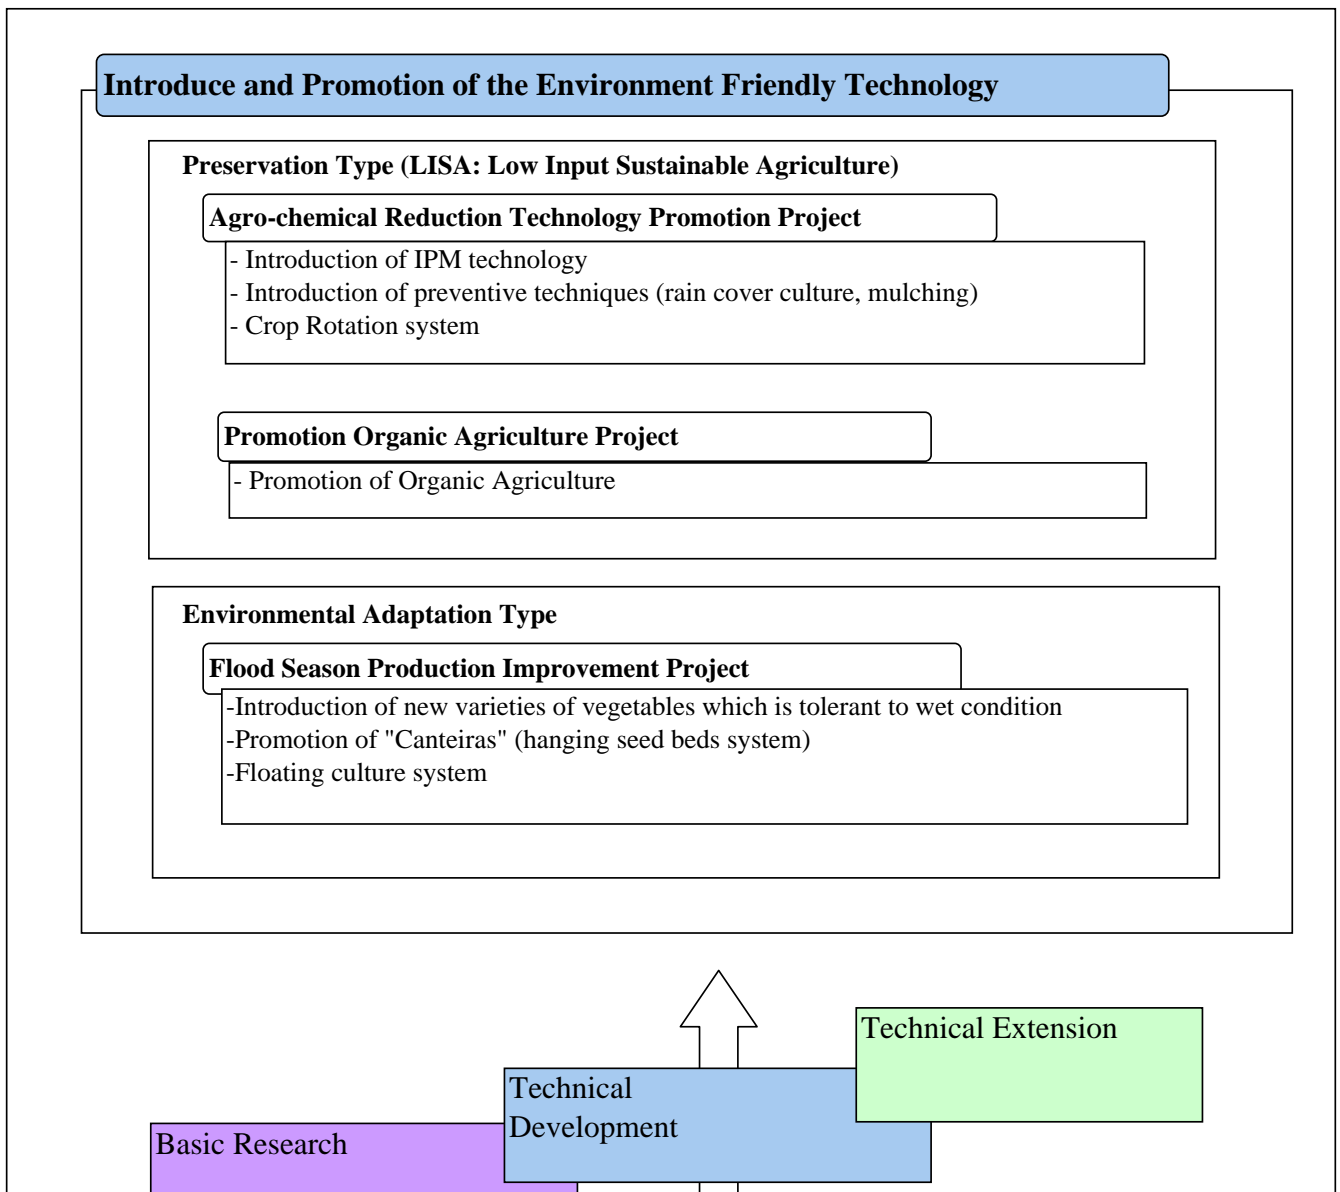 Introduce and Promotion of the Environment Friendly Technology
Preservation Type (LISA: Low Input Sustainable Agriculture)
Agro-chemical Reduction Technology Promotion Project
- Introduction of IPM technology
- Introduction of preventive techniques (rain cover culture, mulching)
- Crop Rotation system
Promotion Organic Agriculture Project
- Promotion of Organic Agriculture
Environmental Adaptation Type
Flood Season Production Improvement Project
-Introduction of new varieties of vegetables which is tolerant to wet condition
-Promotion of "Canteiras" (hanging seed beds system)
-Floating culture system
Technical Extension
Technical
Development
Basic Research